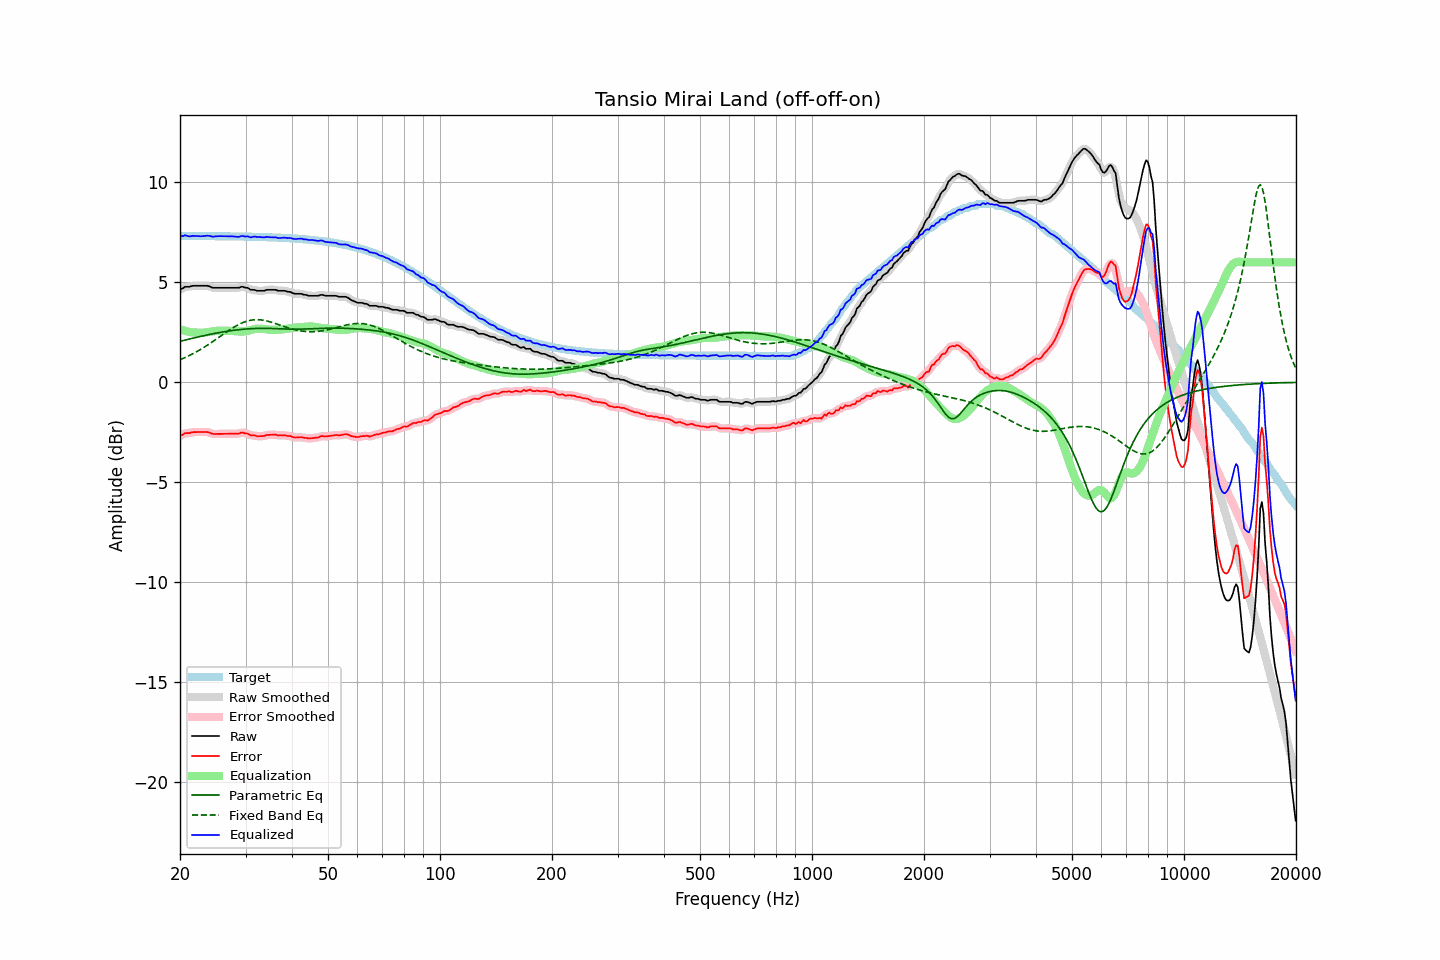 Tansio Mirai Land (off-off-on)
Amplitude (dBr)
10
5
0
−5
−10
−15
−20
Target
Raw Smoothed
Error Smoothed
Raw
Error
Equalization
Parametric Eq
Fixed Band Eq
Equalized
20 50 100 200 500 1000 2000 5000 10000 20000
Frequency (Hz)